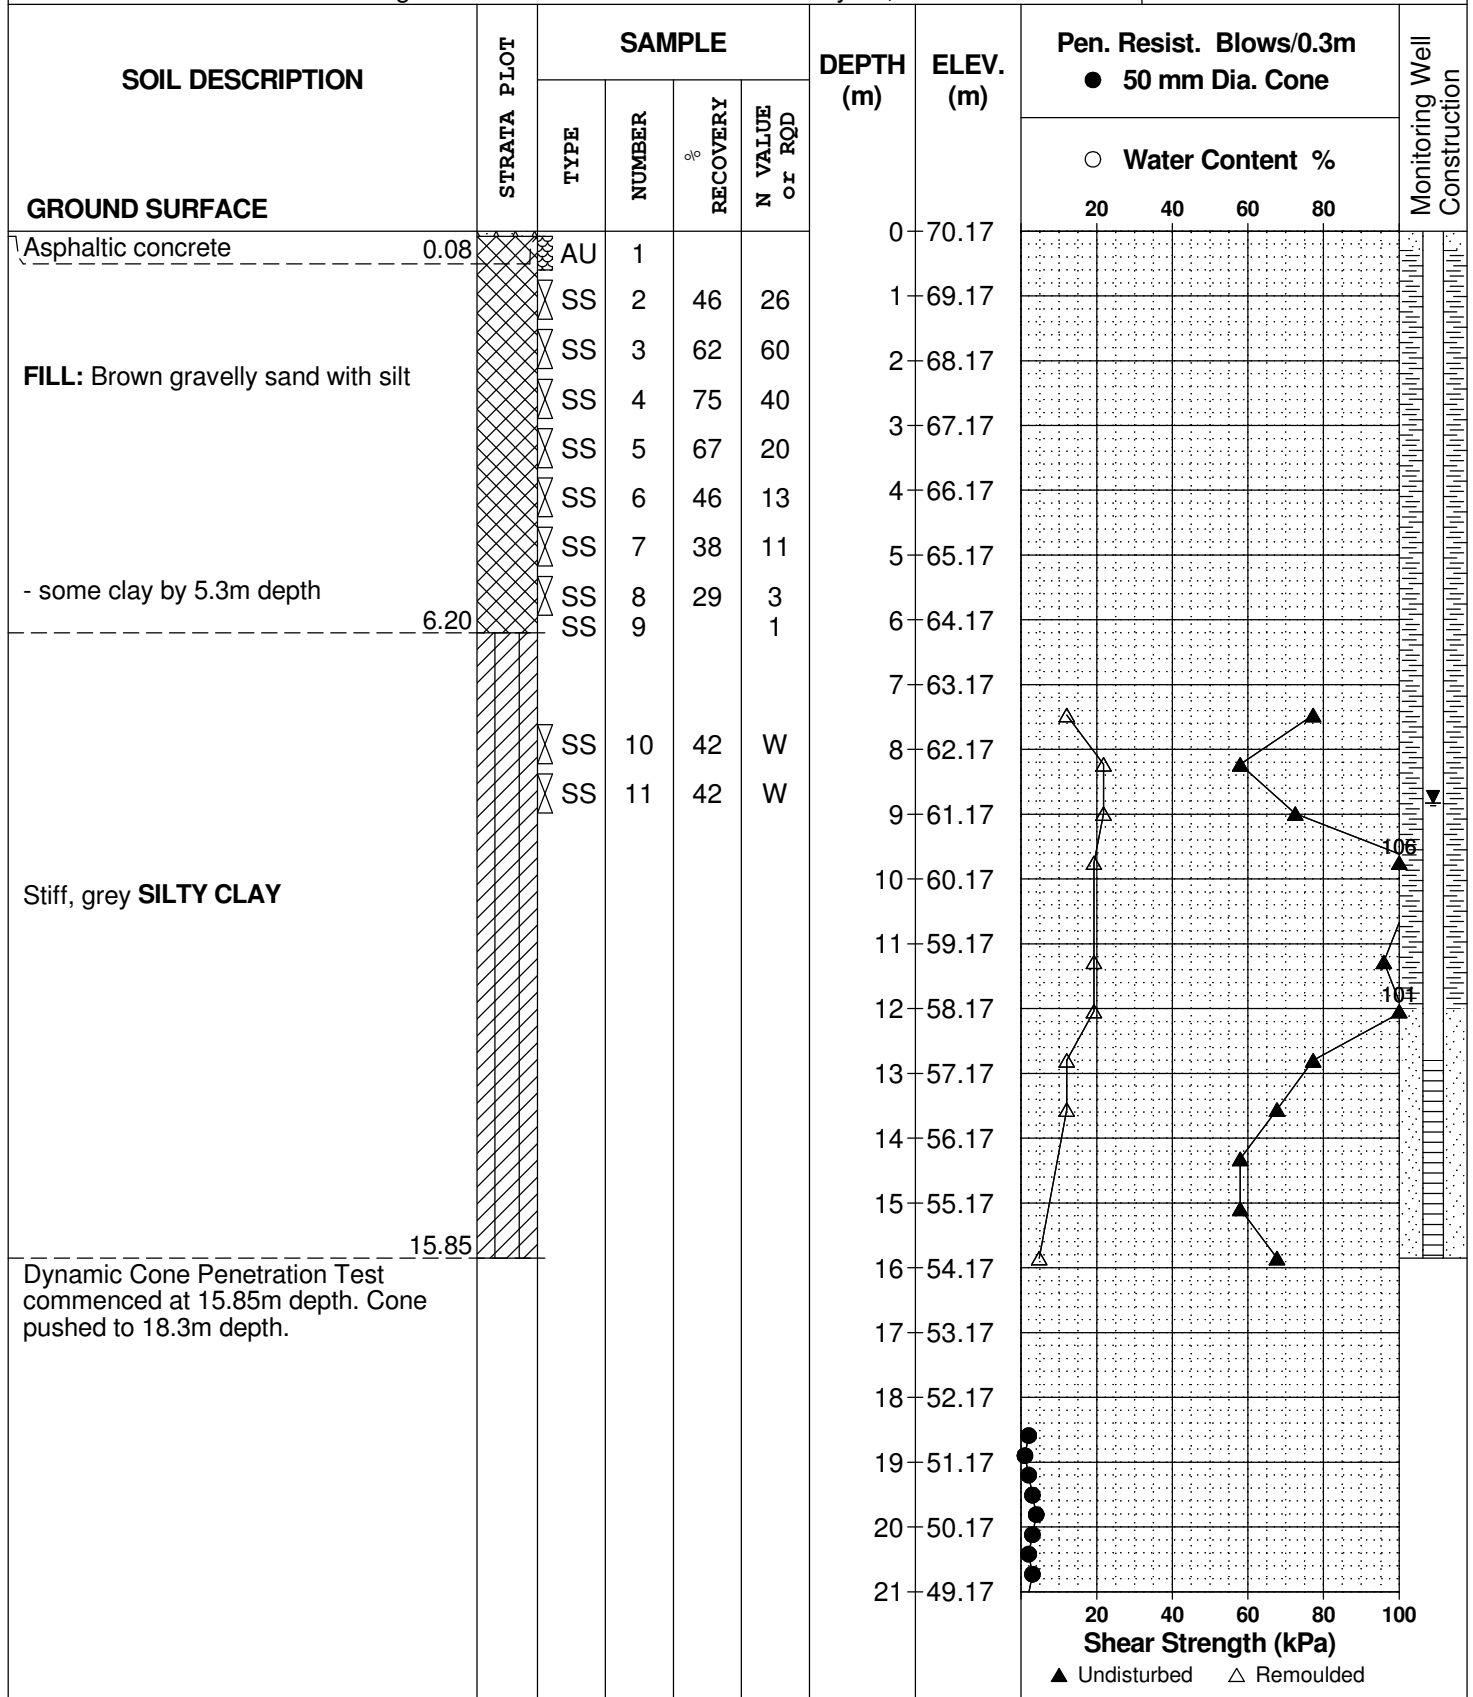 SOIL DESCRIPTION
GROUND SURFACE
STRATA PLOT
SAMPLE
TYPE
NUMBER
%
RECOVERY
N VALUE
or RQD
DEPTH
(m)
ELEV.
(m)
Pen. Resist. Blows/0.3m
● 50 mm Dia. Cone
○ Water Content %
20 40 60 80
Monitoring Well
Construction
0 70.17
Asphaltic concrete 0.08
AU 1
SS 2 46 26
1 69.17
SS 3 62 60
2 68.17
FILL: Brown gravelly sand with silt
SS 4 75 40
3 67.17
SS 5 67 20
4 66.17
SS 6 46 13
SS 7 38 11
5 65.17
- some clay by 5.3m depth
SS 8 29 3
6.20
SS 9 1
6 64.17
7 63.17
SS 10 42 W
8 62.17
SS 11 42 W
9 61.17
106
10 60.17
Stiff, grey SILTY CLAY
11 59.17
101
12 58.17
13 57.17
14 56.17
15 55.17
15.85
16 54.17
Dynamic Cone Penetration Test
commenced at 15.85m depth. Cone
pushed to 18.3m depth.
17 53.17
18 52.17
19 51.17
20 50.17
21 49.17
20 40 60 80 100
Shear Strength (kPa)
▲ Undisturbed △ Remoulded